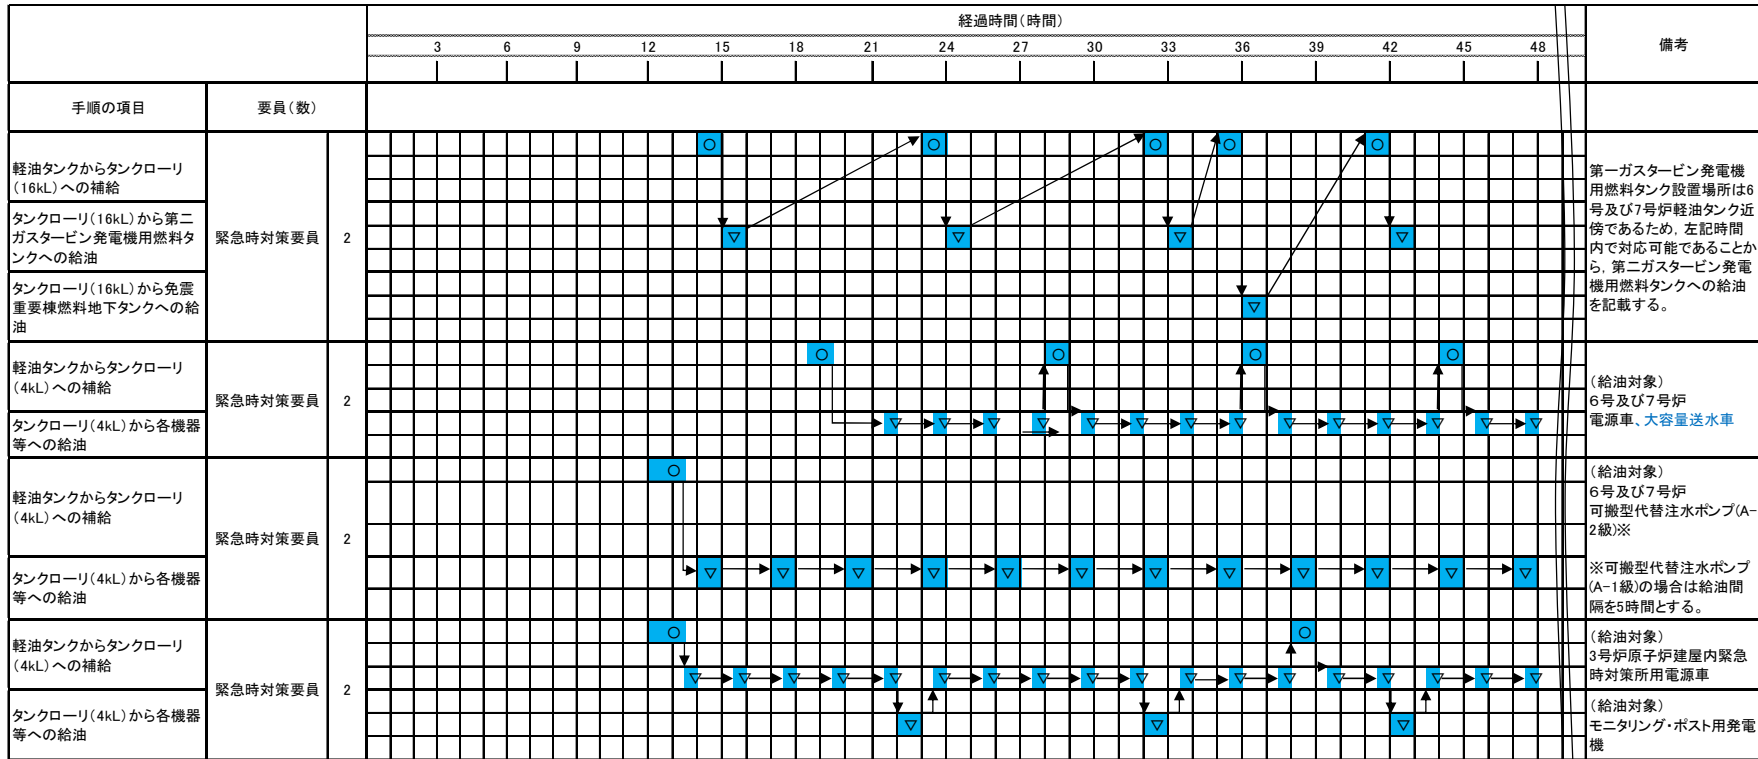 経過時間(時間)
備考
3 6 9 12 15 18 21 24 27 30 33 36 39 42 45 48
手順の項目
要員(数)
軽油タンクからタンクローリ
(16kL)への補給
タンクローリ(16kL)から第二
ガスタービン発電機用燃料タ
ンクへの給油
タンクローリ(16kL)から免震
重要棟燃料地下タンクへの給
油
緊急時対策要員
2
第一ガスタービン発電機
用燃料タンク設置場所は6
号及び7号炉軽油タンク近
傍であるため,左記時間
内で対応可能であることか
ら,第二ガスタービン発電
機用燃料タンクへの給油
を記載する。
軽油タンクからタンクローリ
(4kL)への補給
タンクローリ(4kL)から各機器
等への給油
緊急時対策要員
2
(給油対象)
6号及び7号炉
電源車、大容量送水車
軽油タンクからタンクローリ
(4kL)への補給
タンクローリ(4kL)から各機器
等への給油
緊急時対策要員
2
(給油対象)
6号及び7号炉
可搬型代替注水ポンプ(A-
2級)※
※可搬型代替注水ポンプ
(A-1級)の場合は給油間
隔を5時間とする。
軽油タンクからタンクローリ
(4kL)への補給
タンクローリ(4kL)から各機器
等への給油
緊急時対策要員
2
(給油対象)
3号炉原子炉建屋内緊急
時対策所用電源車
(給油対象)
モニタリング・ポスト用発電
機